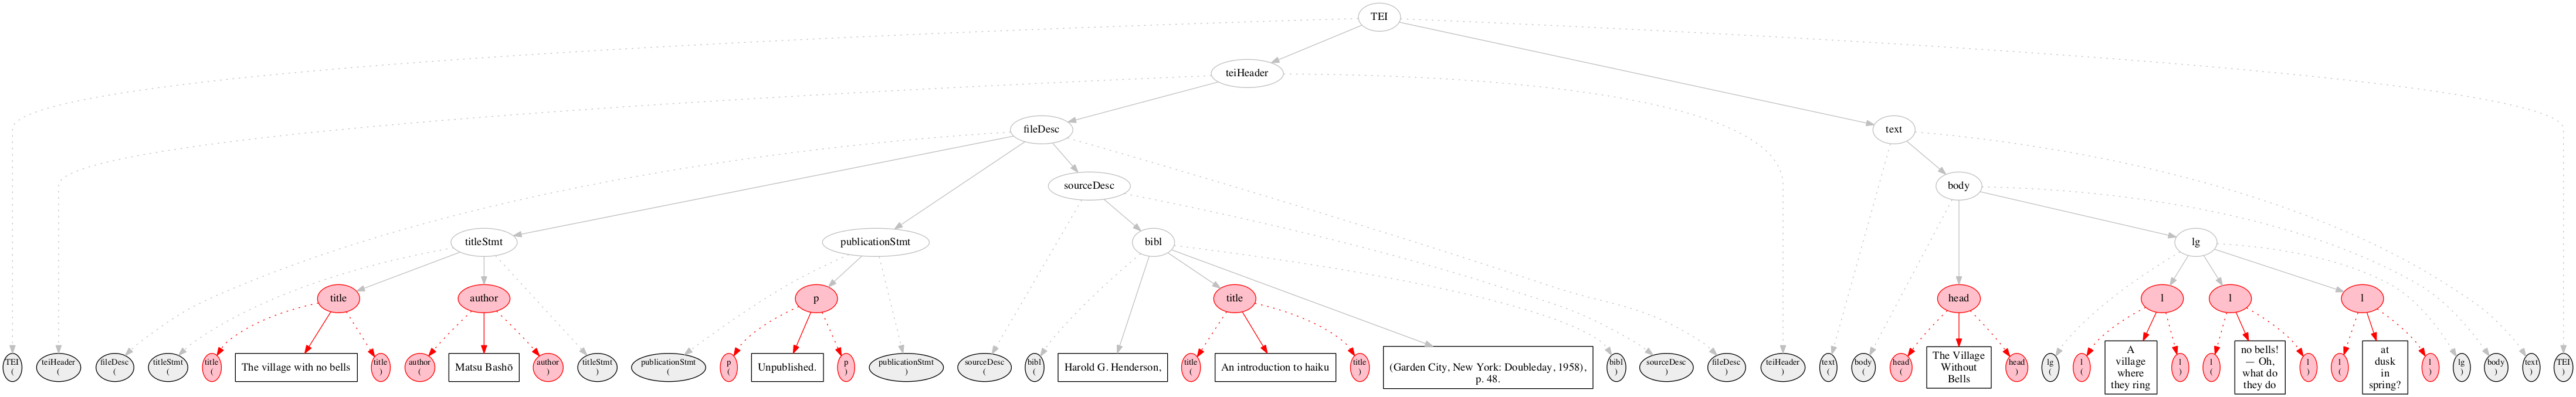 TEI
teiHeader
fileDesc
text
sourceDesc
body
titleStmt
publicationStmt
bibl
lg
title
author
p
title
head
l
l
l
TEI
(
teiHeader
(
fileDesc
(
titleStmt
(
title
(
The village with no bells
title
)
author
(
Matsu Bashō
author
)
titleStmt
)
publicationStmt
(
p
(
Unpublished.
p
)
publicationStmt
)
sourceDesc
(
bibl
(
Harold G. Henderson,
title
(
An introduction to haiku
title
)
(Garden City, New York: Doubleday, 1958),
p. 48.
bibl
)
sourceDesc
)
fileDesc
)
teiHeader
)
text
(
body
(
head
(
The Village
Without
Bells
head
)
lg
(
l
(
A
village
where
they ring
l
)
l
(
no bells!
— Oh,
what do
they do
l
)
l
(
at
dusk
in
spring?
l
)
lg
)
body
)
text
)
TEI
)